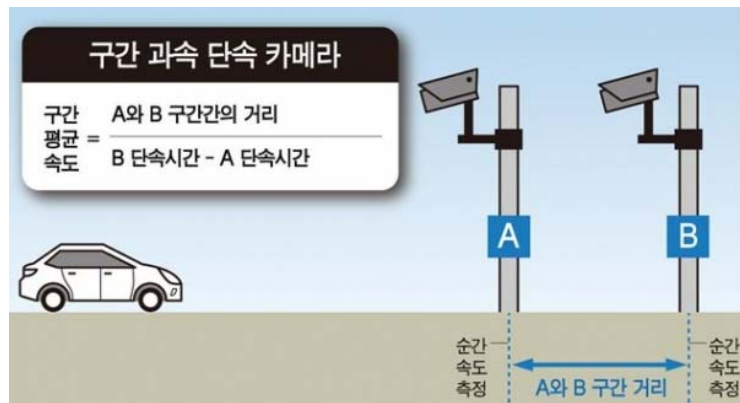 구간 과속 단속 카메라
구간
평균 =
속도
A와 B 구간간의 거리
B 단속시간 - A 단속시간
A
B
순간
속도
측정
A와 B 구간 거리
순간
속도
측정